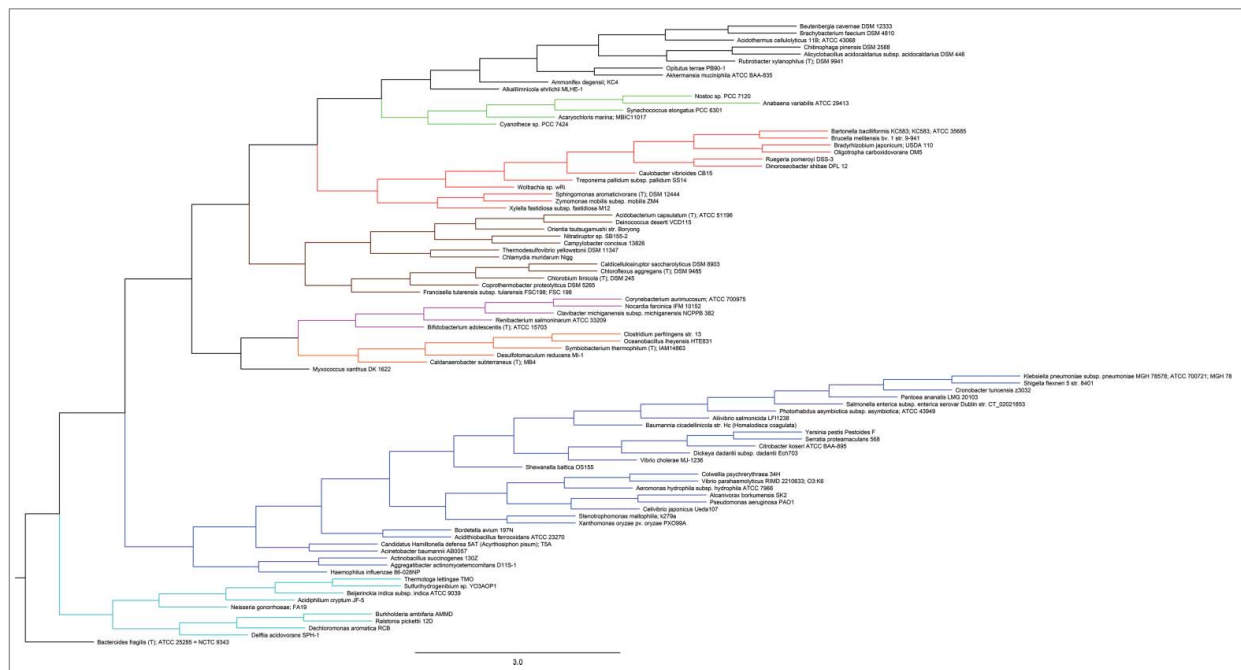 Beutenbergia cavernae DSM 12333
Brachybacterium faecium DSM 4810
Acidothermus cellulolyticus 11B; ATCC 43068
Chitinophaga pinensis DSM 2588
Alicyclobacillus acidocaldarius subsp. acidocaldarius DSM 446
Rubrobacter xylanophilus (T); DSM 9941
Opitutus terrae PB90-1
Akkermansia muciniphila ATCC BAA-835
Ammonifex degensii; KC4
Alkalilimnicola ehrlichii MLHE-1
Nostoc sp. PCC 7120
Anabaena variabilis ATCC 29413
Synechococcus elongatus PCC 6301
Acaryochloris marina; MBIC11017
Cyanothece sp. PCC 7424
Bartonella bacilliformis KC583; KC583; ATCC 35685
Brucella melitensis bv. 1 str. 9-941
Bradyrhizobium japonicum; USDA 110
Oligotropha carboxidovorans OM5
Ruegeria pomeroyi DSS-3
Dinoroseobacter shibae DFL 12
Caulobacter vibrioides CB15
Treponema pallidum subsp. pallidum SS14
Wolbachia sp. wRi
Sphingomonas aromaticivorans (T); DSM 12444
Zymomonas mobilis subsp. mobilis ZM4
Xylella fastidiosa subsp. fastidiosa M12
Acidobacterium capsulatum (T); ATCC 51196
Deinococcus deserti VCD115
Orientia tsutsugamushi str. Boryong
Nitratiruptor sp. SB155-2
Campylobacter concisus 13826
Thermodesulfovibrio yellowstonii DSM 11347
Chlamydia muridarum Nigg
Caldicellulosiruptor saccharolyticus DSM 8903
Chloroflexus aggregans (T); DSM 9485
Chlorobium limicola (T); DSM 245
Coprothermobacter proteolyticus DSM 5265
Francisella tularensis subsp. tularensis FSC198; FSC 198
Corynebacterium aurimucosum; ATCC 700975
Nocardia farcinica IFM 10152
Clavibacter michiganensis subsp. michiganensis NCPPB 382
Renibacterium salmoninarum ATCC 33209
Bifidobacterium adolescentis (T); ATCC 15703
Clostridium perfringens str. 13
Oceanobacillus iheyensis HTE831
Symbiobacterium thermophilum (T); IAM14863
Desulfotomaculum reducens MI-1
Caldanaerobacter subterraneus (T); MB4
Myxococcus xanthus DK 1622
Klebsiella pneumoniae subsp. pneumoniae MGH 78578; ATCC 700721; MGH 78
Shigella flexneri 5 str. 8401
Cronobacter turicensis z3032
Pantoea ananatis LMG 20103
Salmonella enterica subsp. enterica serovar Dublin str. CT_02021853
Photorhabdus asymbiotica subsp. asymbiotica; ATCC 43949
Aliivibrio salmonicida LFI1238
Baumannia cicadellinicola str. Hc (Homalodisca coagulata)
Yersinia pestis Pestoides F
Serratia proteamaculans 568
Citrobacter koseri ATCC BAA-895
Dickeya dadantii subsp. dadantii Ech703
Vibrio cholerae MJ-1236
Shewanella baltica OS155
Colwellia psychrerythraea 34H
Vibrio parahaemolyticus RIMD 2210633; O3:K6
Aeromonas hydrophila subsp. hydrophila ATCC 7966
Alcanivorax borkumensis SK2
Pseudomonas aeruginosa PAO1
Cellvibrio japonicus Ueda107
Stenotrophomonas maltophilia; k279a
Xanthomonas oryzae pv. oryzae PXO99A
Bordetella avium 197N
Acidithiobacillus ferrooxidans ATCC 23270
Candidatus Hamiltonella defensa 5AT (Acyrthosiphon pisum); T5A
Acinetobacter baumannii AB0057
Actinobacillus succinogenes 130Z
Aggregatibacter actinomycetemcomitans D11S-1
Haemophilus influenzae 86-028NP
Thermotoga lettingae TMO
Sulfurihydrogenibium sp. YO3AOP1
Beijerinckia indica subsp. indica ATCC 9039
Acidiphilium cryptum JF-5
Neisseria gonorrhoeae; FA19
Burkholderia ambifaria AMMD
Ralstonia pickettii 12D
Dechloromonas aromatica RCB
Delftia acidovorans SPH-1
Bacteroides fragilis (T); ATCC 25285 = NCTC 9343
3.0